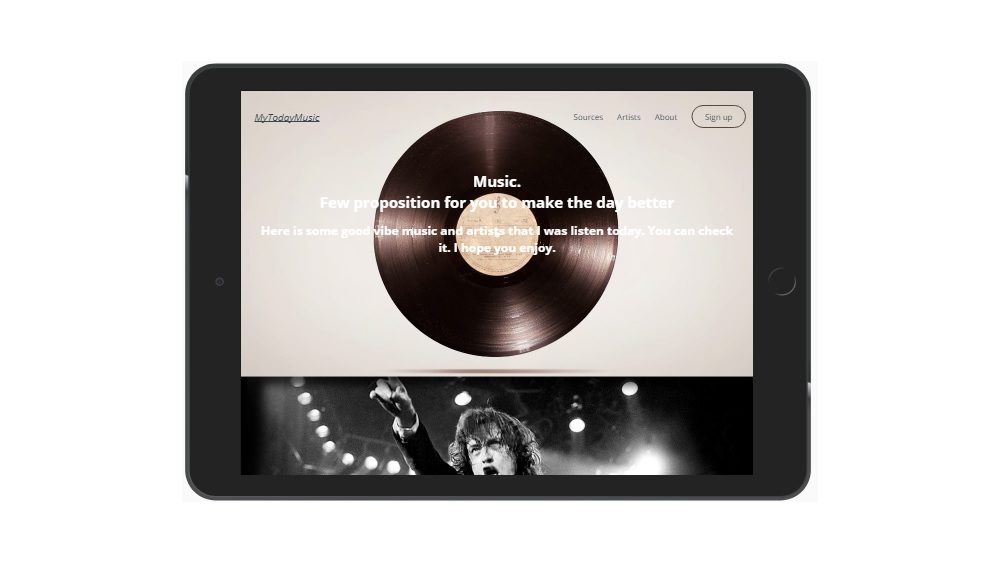 MyTodayMusic
Sources Artists About Sign up
Music.
Few proposition for you to make the day better
Here is some good vibe music and artists that I was listen today. You can check
it. I hope you enjoy.